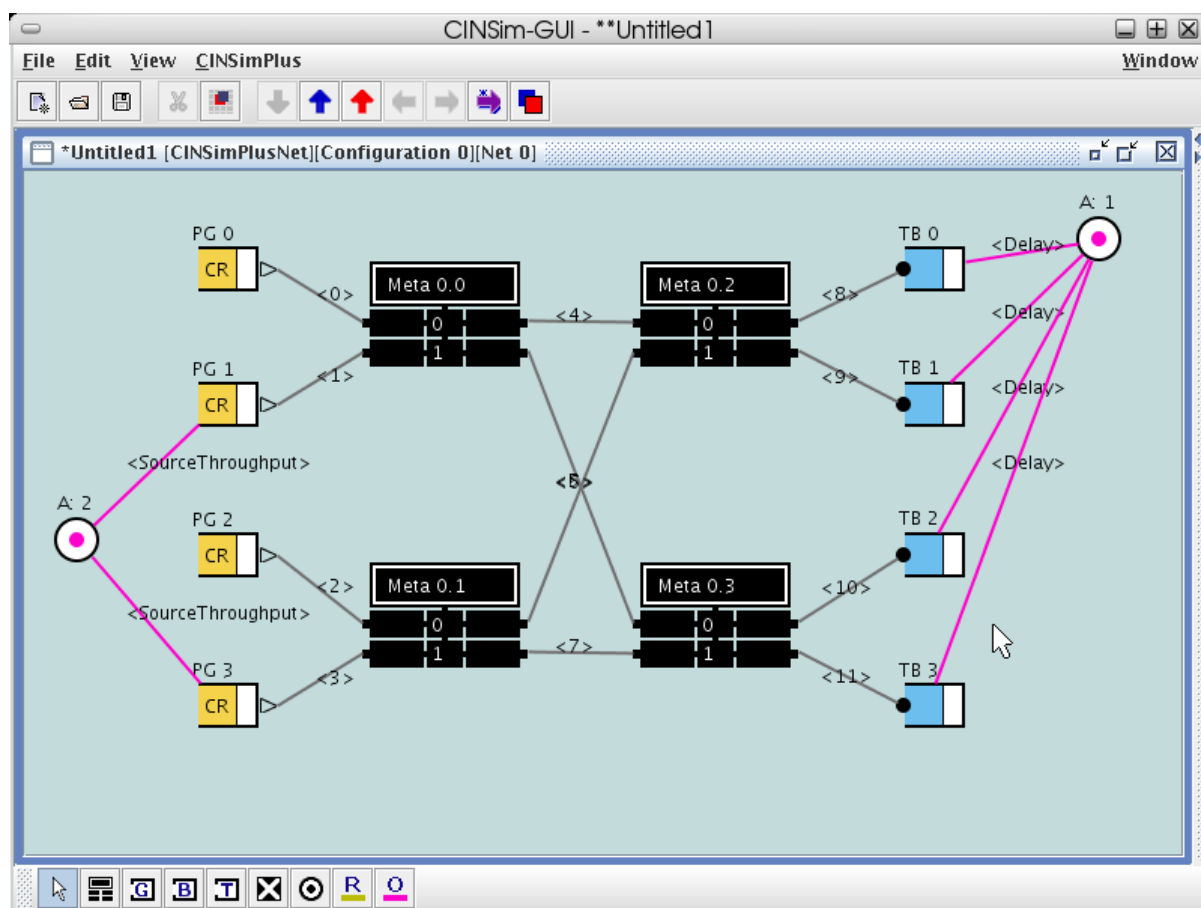 CINSim-GUI - **Untitled1
File Edit View CINSimPlus Window
*Untitled1 [CINSimPlusNet][Configuration 0][Net 0]
A: 1
PG 0
TB 0
<Delay>
CR
Meta 0.0
Meta 0.2
<0>
<8>
<4>
<Delay>
0
0
1
1
PG 1
TB 1
<1>
<9>
<Delay>
CR
<SourceThroughput>
<Delay>
A: 2
PG 2
TB 2
CR
Meta 0.1
Meta 0.3
<2>
<10>
<SourceThroughput>
0
0
<7>
1
1
PG 3
TB 3
<3>
<11>
CR
G B T R O